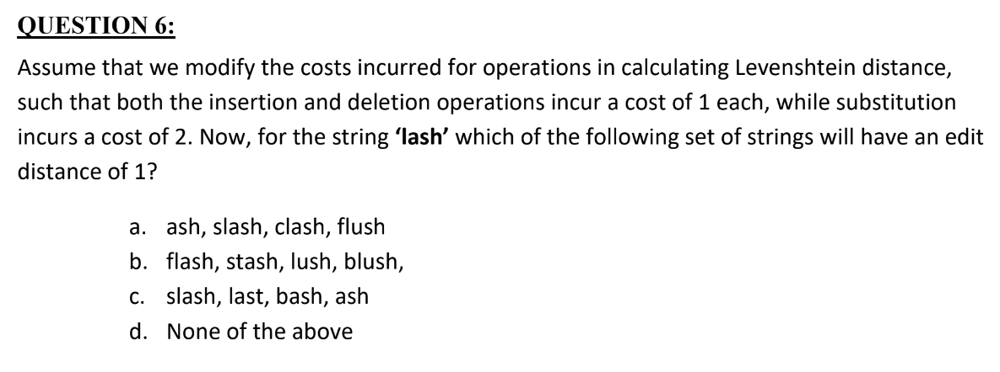 QUESTION 6:
Assume that we modify the costs incurred for operations in calculating Levenshtein distance,
such that both the insertion and deletion operations incur a cost of 1 each, while substitution
incurs a cost of 2. Now, for the string ‘lash’ which of the following set of strings will have an edit
distance of 1?
a. ash, slash, clash, flush
b. flash, stash, lush, blush,
c. slash, last, bash, ash
d. None of the above